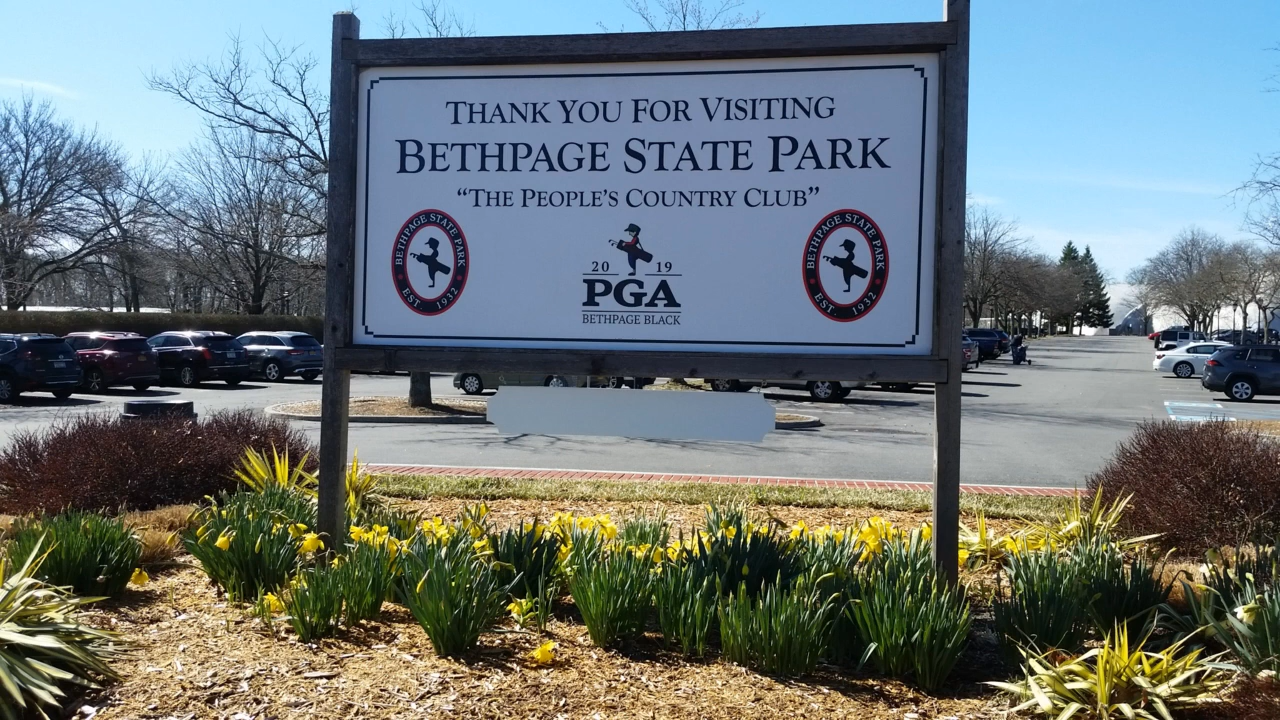 THANK YOU FOR VISITING
BETHPAGE STATE PARK
“THE PEOPLE’S COUNTRY CLUB”
BETHPAGE STATE PARK
EST. 1932
20 19
PGA
BETHPAGE BLACK
BETHPAGE STATE PARK
EST. 1932